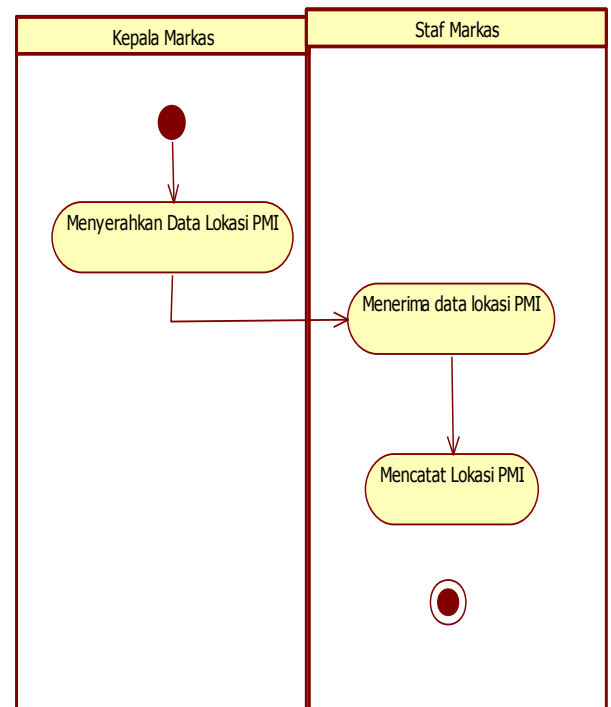 Kepala Markas
Staf Markas
Menyerahkan Data Lokasi PMI
Menerima data lokasi PMI
Mencatat Lokasi PMI